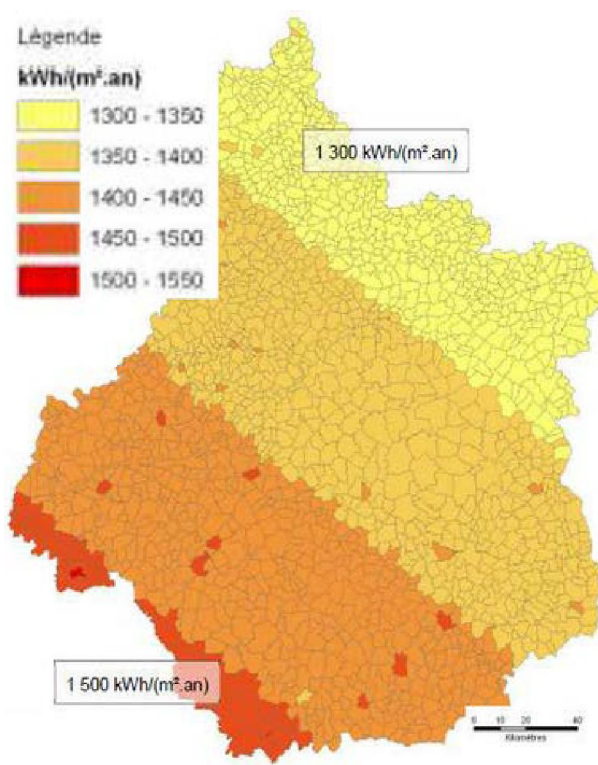 Légende
kWh/(m².an)
1300 - 1350
1350 - 1400
1400 - 1450
1450 - 1500
1500 - 1550
1 300 kWh/(m².an)
1 500 kWh/(m².an)
0 10 20 40
Kilomètres